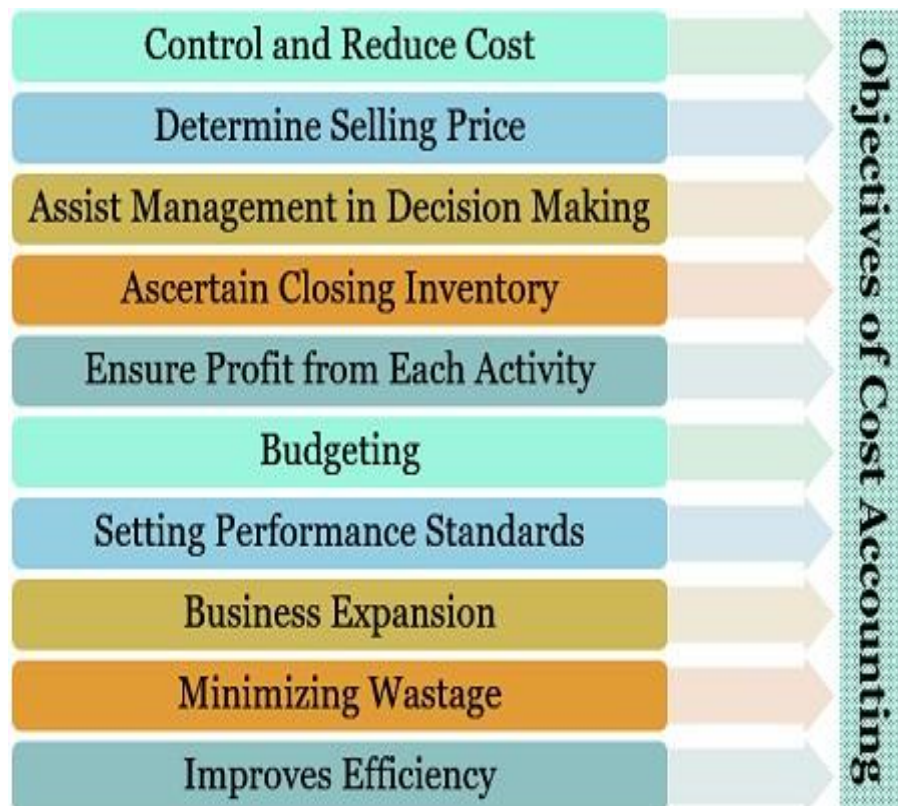 Control and Reduce Cost
Determine Selling Price
Assist Management in Decision Making
Ascertain Closing Inventory
Ensure Profit from Each Activity
Budgeting
Setting Performance Standards
Business Expansion
Minimizing Wastage
Improves Efficiency
Objectives of Cost Accounting